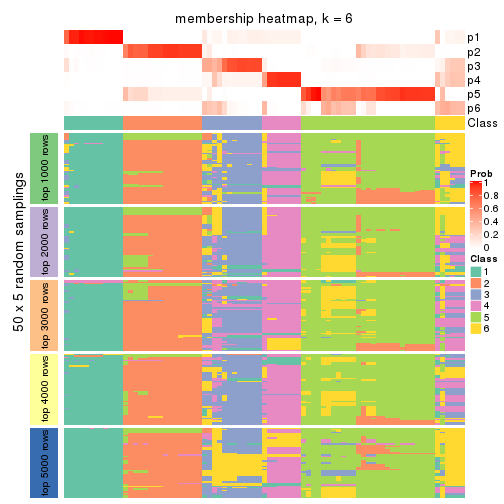 membership heatmap, k = 6
p1
p2
p3
p4
p5
p6
Class
50 x 5 random samplings
top 1000 rows
top 2000 rows
top 3000 rows
top 4000 rows
top 5000 rows
Prob
1
0.8
0.6
0.4
0.2
0
Class
1
2
3
4
5
6